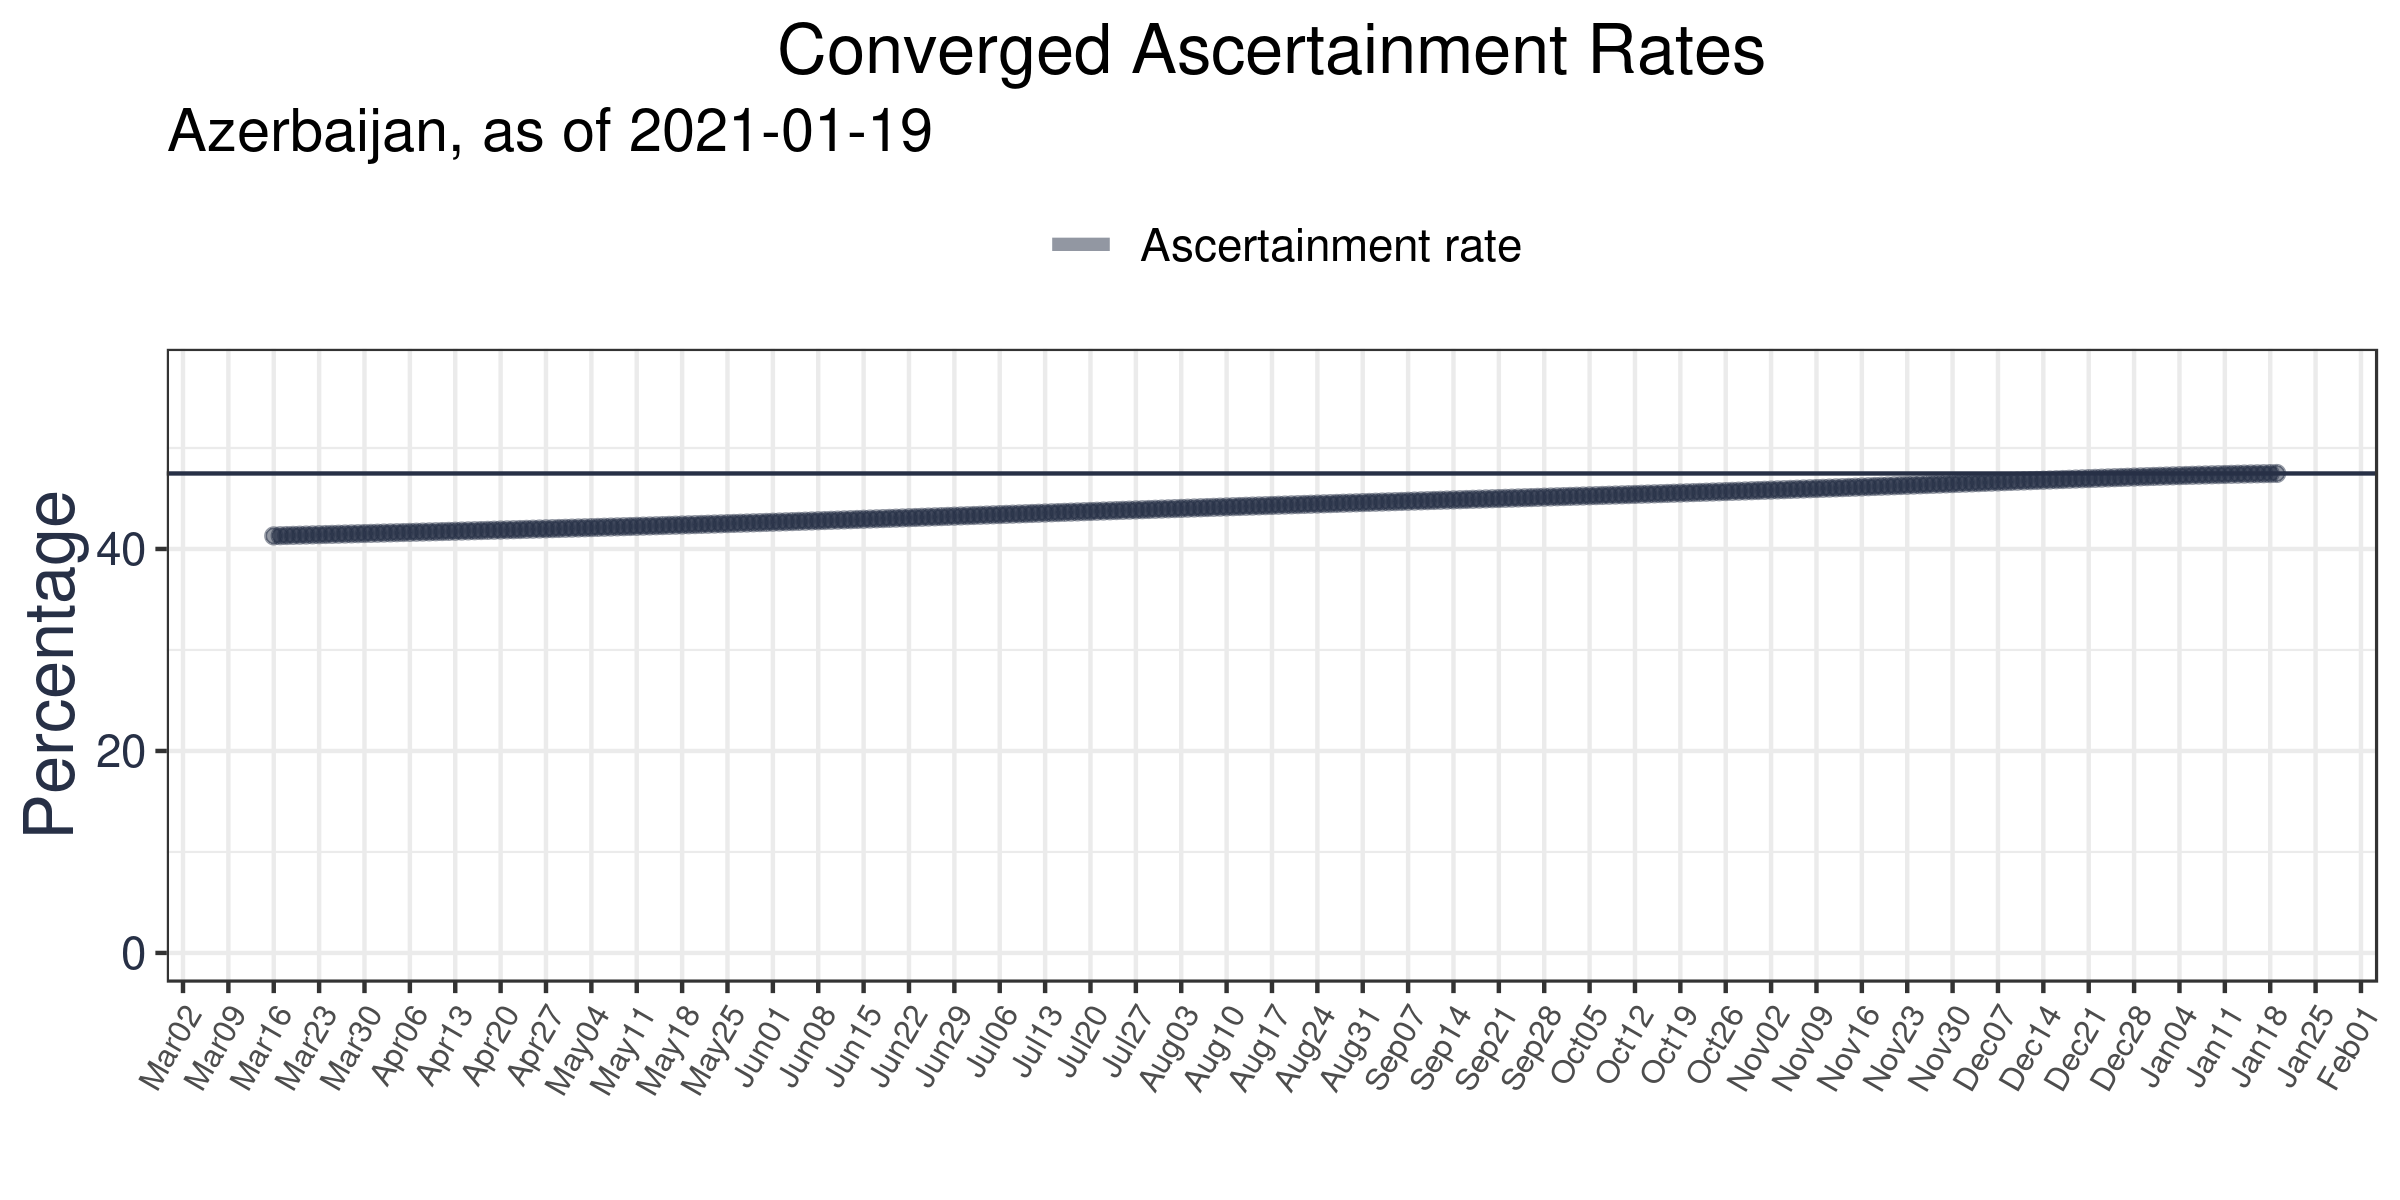 Converged Ascertainment Rates
Azerbaijan, as of 2021-01-19
Ascertainment rate
Percentage
40
20
0
Mar02
Mar09
Mar16
Mar23
Mar30
Apr06
Apr13
Apr20
Apr27
May04
May11
May18
May25
Jun01
Jun08
Jun15
Jun22
Jun29
Jul06
Jul13
Jul20
Jul27
Aug03
Aug10
Aug17
Aug24
Aug31
Sep07
Sep14
Sep21
Sep28
Oct05
Oct12
Oct19
Oct26
Nov02
Nov09
Nov16
Nov23
Nov30
Dec07
Dec14
Dec21
Dec28
Jan04
Jan11
Jan18
Jan25
Feb01